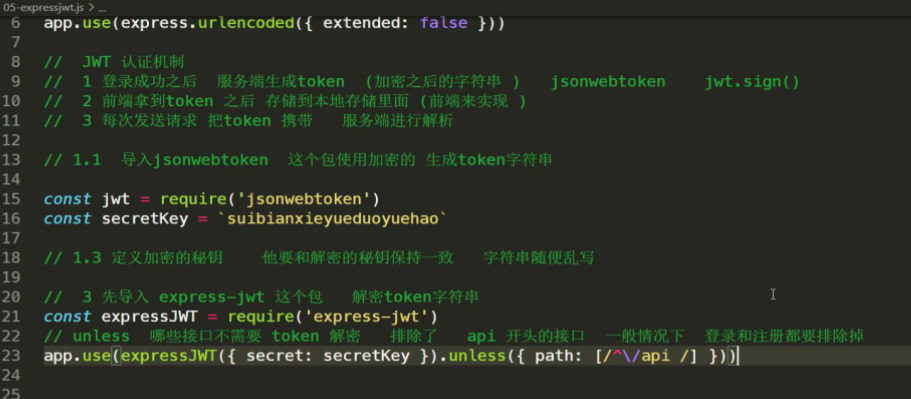 05-expressjwt.js > ...
6 app.use(express.urlencoded({ extended: false }))
7
8 // JWT 认证机制
9 // 1 登录成功之后 服务端生成token (加密之后的字符串 ) jsonwebtoken jwt.sign()
10 // 2 前端拿到token 之后 存储到本地存储里面 (前端来实现 )
11 // 3 每次发送请求 把token 携带 服务端进行解析
12
13 // 1.1 导入jsonwebtoken 这个包使用加密的 生成token字符串
14
15 const jwt = require('jsonwebtoken')
16 const secretKey = `suibianxieyueduoyuehao`
17
18 // 1.3 定义加密的秘钥 他要和解密的秘钥保持一致 字符串随便乱写
19
20 // 3 先导入 express-jwt 这个包 解密token字符串
21 const expressJWT = require('express-jwt')
22 // unless 哪些接口不需要 token 解密 排除了 api 开头的接口 一般情况下 登录和注册都要排除掉
23 app.use(expressJWT({ secret: secretKey }).unless({ path: [/^\/api /] }))
24
25